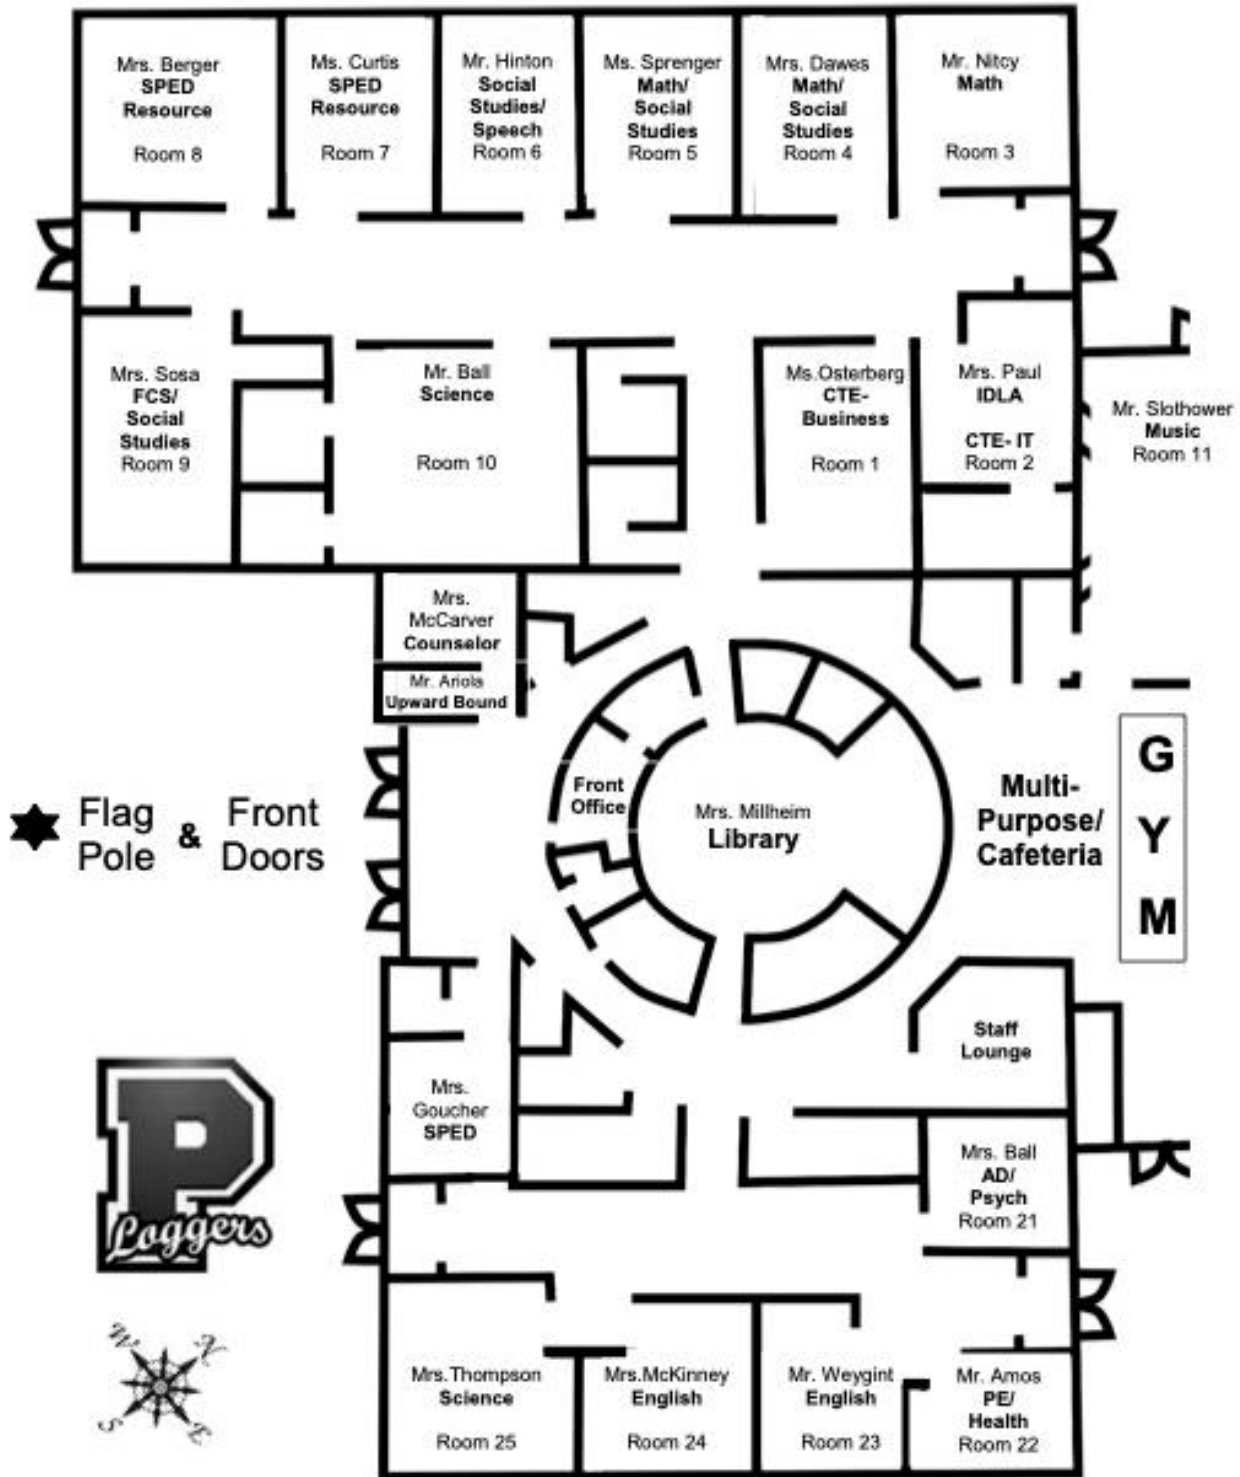 Mrs. Berger
SPED
Resource
Room 8
Ms. Curtis
SPED
Resource
Room 7
Mr. Hinton
Social
Studies/
Speech
Room 6
Ms. Sprenger
Math/
Social
Studies
Room 5
Mrs. Dawes
Math/
Social
Studies
Room 4
Mr. Nitcy
Math
Room 3
Mrs. Sosa
FCS/
Social
Studies
Room 9
Mr. Ball
Science
Room 10
Ms.Osterberg
CTE-
Business
Room 1
Mrs. Paul
IDLA
CTE- IT
Room 2
Mr. Slothower
Music
Room 11
Mrs.
McCarver
Counselor
Mr. Ariola
Upward Bound
Flag
Pole
&
Front
Doors
Front
Office
Mrs. Millheim
Library
Multi-
Purpose/
Cafeteria
G
Y
M
Staff
Lounge
Mrs.
Goucher
SPED
Mrs. Ball
AD/
Psych
Room 21
P
Loggers
W
N
S
E
Mrs.Thompson
Science
Room 25
Mrs.McKinney
English
Room 24
Mr. Weygint
English
Room 23
Mr. Amos
PE/
Health
Room 22